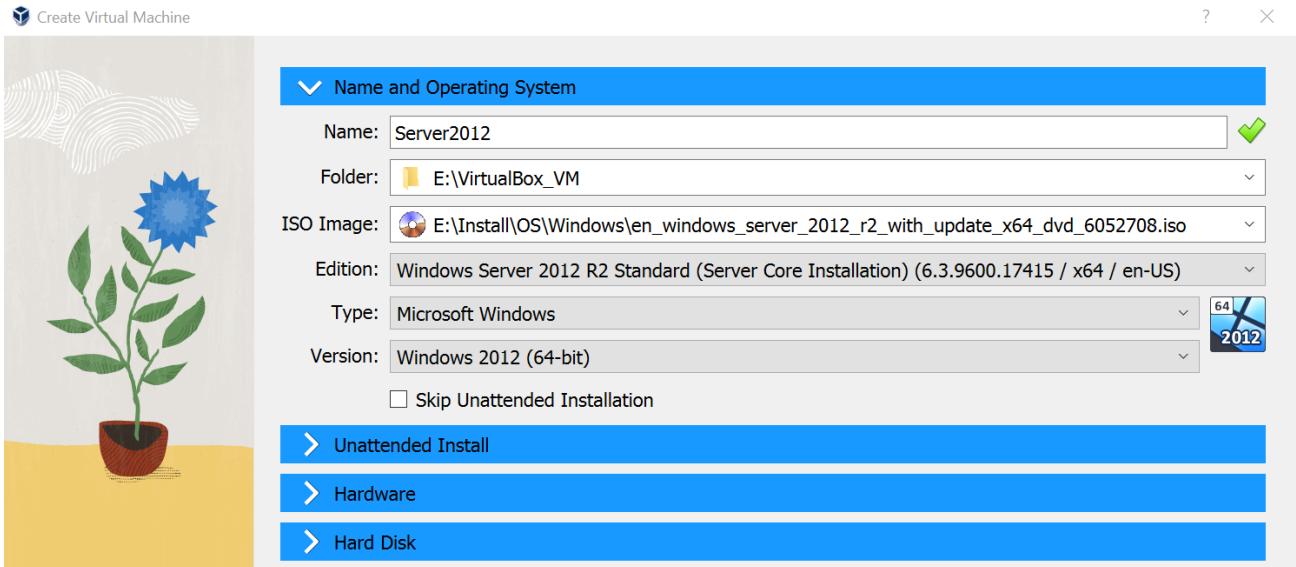 Create Virtual Machine ?
Name and Operating System
Name: Server2012
Folder: E:\VirtualBox_VM
ISO Image: E:\Install\OS\Windows\en_windows_server_2012_r2_with_update_x64_dvd_6052708.iso
Edition: Windows Server 2012 R2 Standard (Server Core Installation) (6.3.9600.17415 / x64 / en-US)
Type: Microsoft Windows
64
2012
Version: Windows 2012 (64-bit)
Skip Unattended Installation
Unattended Install
Hardware
Hard Disk